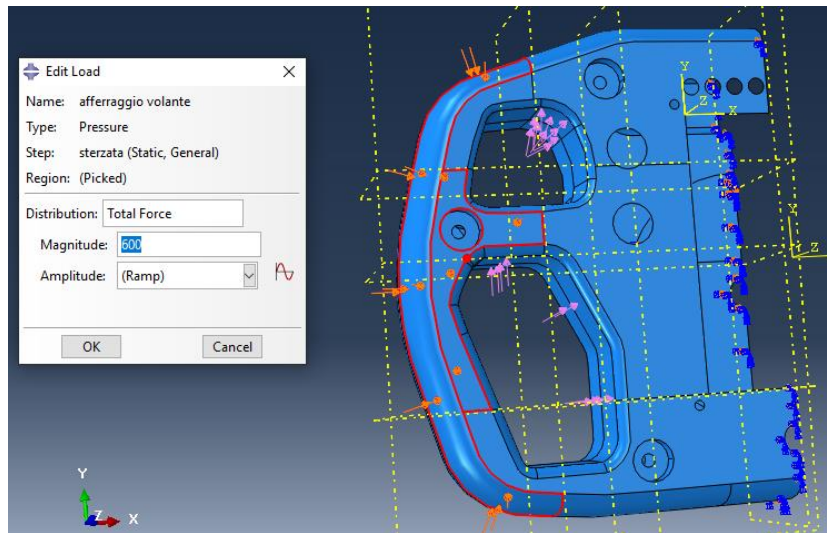 Edit Load
Name: afferraggio volante
Type: Pressure
Step: sterzata (Static, General)
Region: (Picked)
Distribution: Total Force
Magnitude: 600
Amplitude: (Ramp)
OK Cancel
Y
Z X
Y
Z
Y
Z X